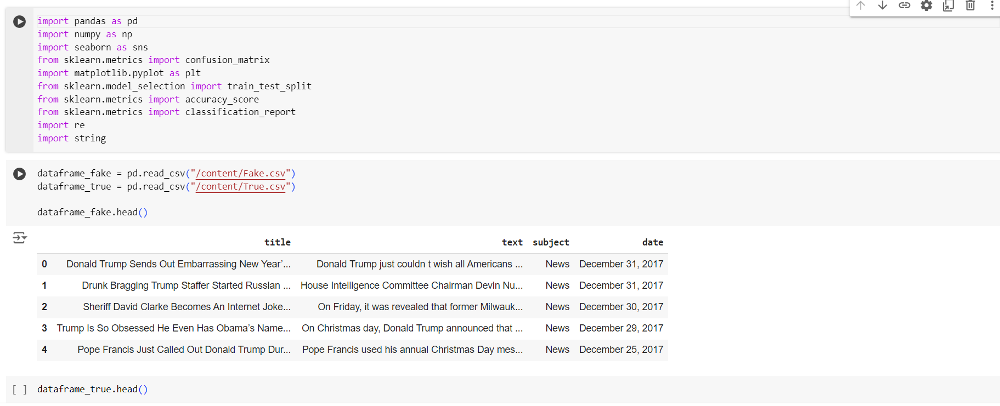 import pandas as pd
import numpy as np
import seaborn as sns
from sklearn.metrics import confusion_matrix
import matplotlib.pyplot as plt
from sklearn.model_selection import train_test_split
from sklearn.metrics import accuracy_score
from sklearn.metrics import classification_report
import re
import string
dataframe_fake = pd.read_csv("/content/Fake.csv")
dataframe_true = pd.read_csv("/content/True.csv")
dataframe_fake.head()
title text subject date
0 Donald Trump Sends Out Embarrassing New Year’... Donald Trump just couldn t wish all Americans ... News December 31, 2017
1 Drunk Bragging Trump Staffer Started Russian ... House Intelligence Committee Chairman Devin Nu... News December 31, 2017
2 Sheriff David Clarke Becomes An Internet Joke... On Friday, it was revealed that former Milwauk... News December 30, 2017
3 Trump Is So Obsessed He Even Has Obama’s Name... On Christmas day, Donald Trump announced that ... News December 29, 2017
4 Pope Francis Just Called Out Donald Trump Dur... Pope Francis used his annual Christmas Day mes... News December 25, 2017
[ ] dataframe_true.head()